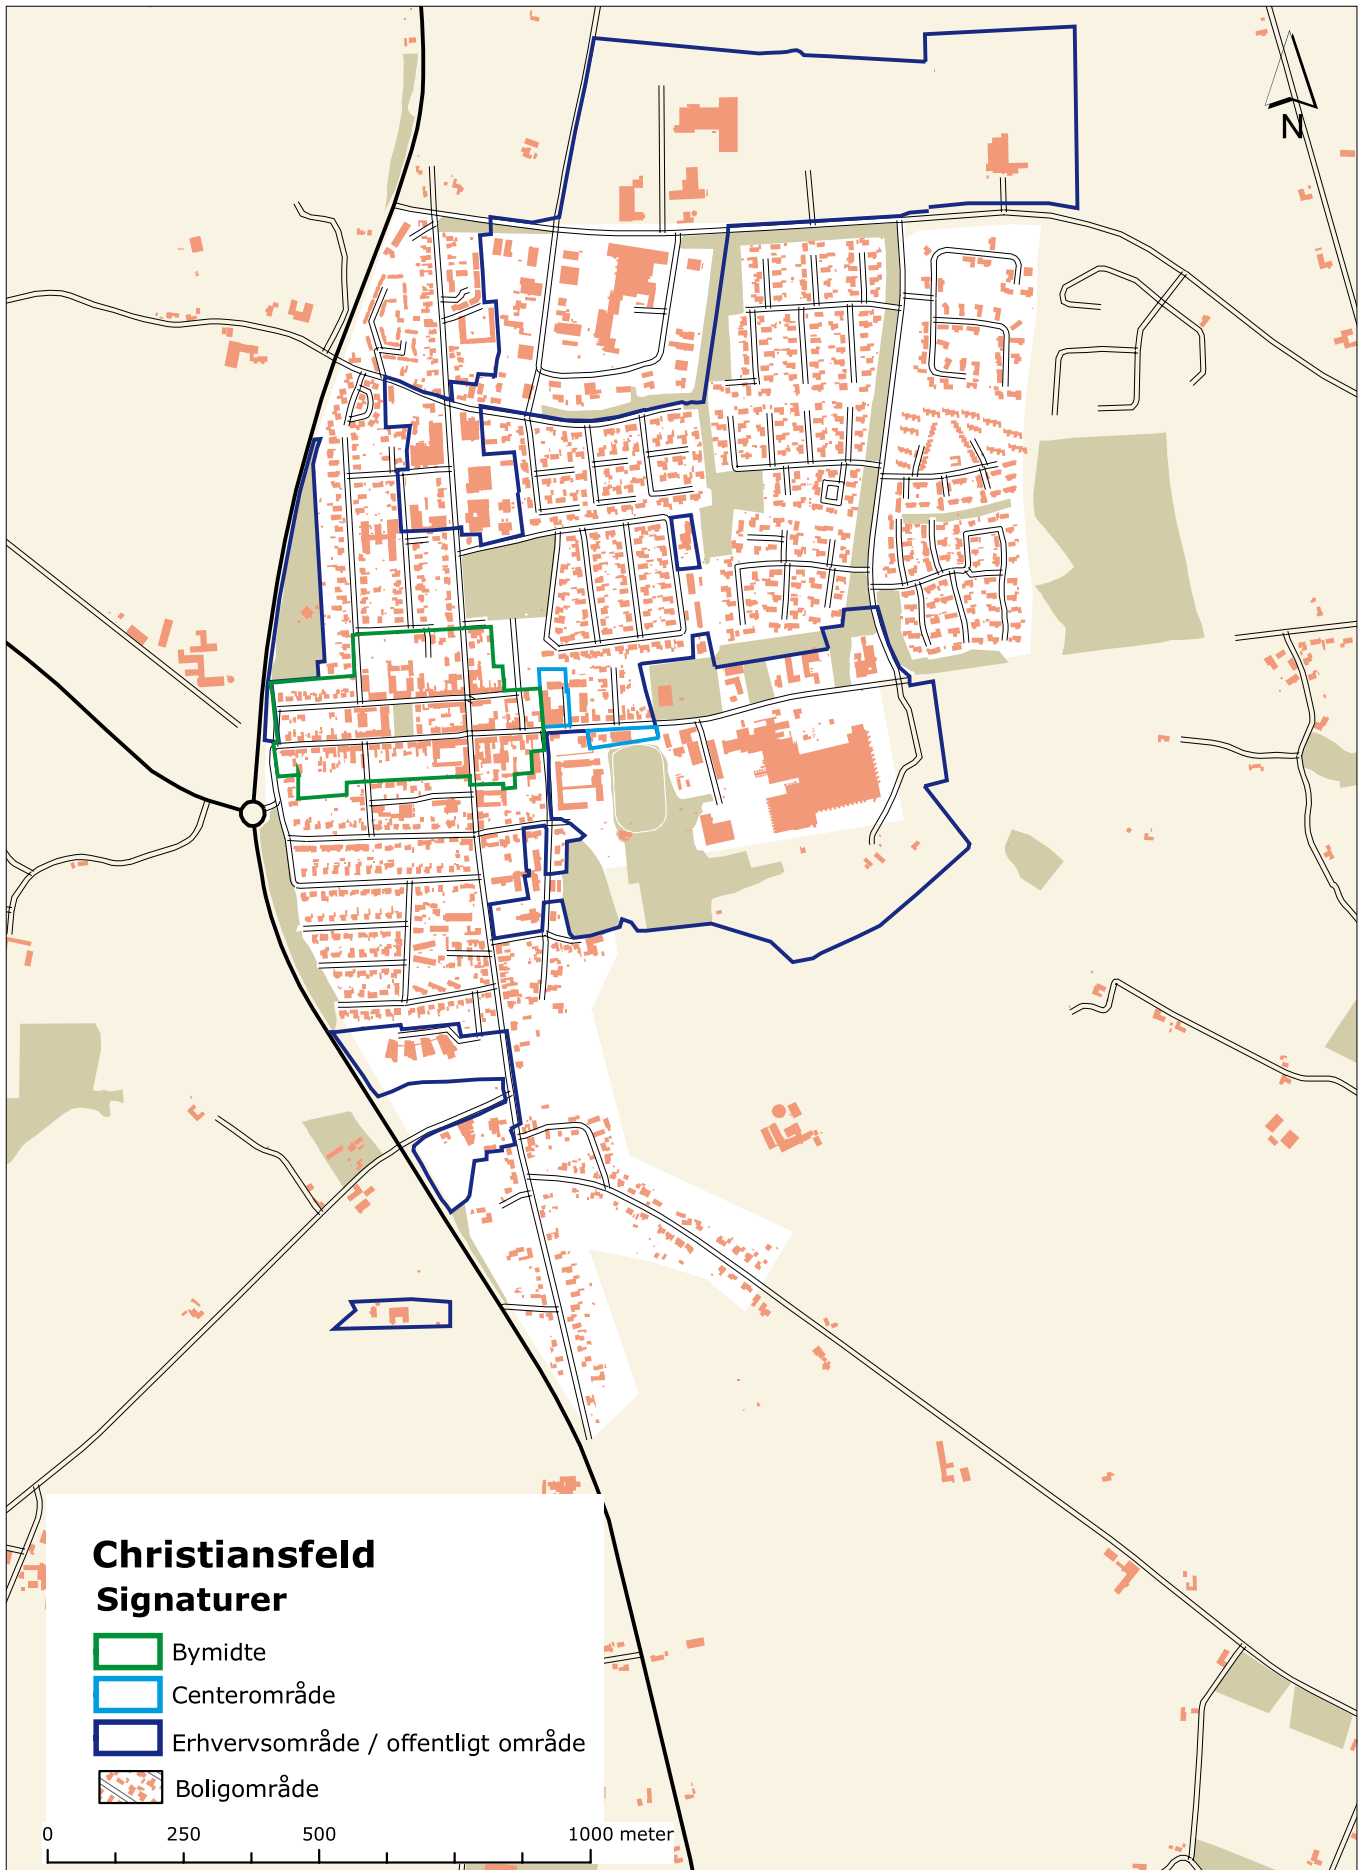 N
Christiansfeld
Signaturer
Bymidte
Centerområde
Erhvervsområde / offentligt område
Boligområde
0 250 500 1000 meter